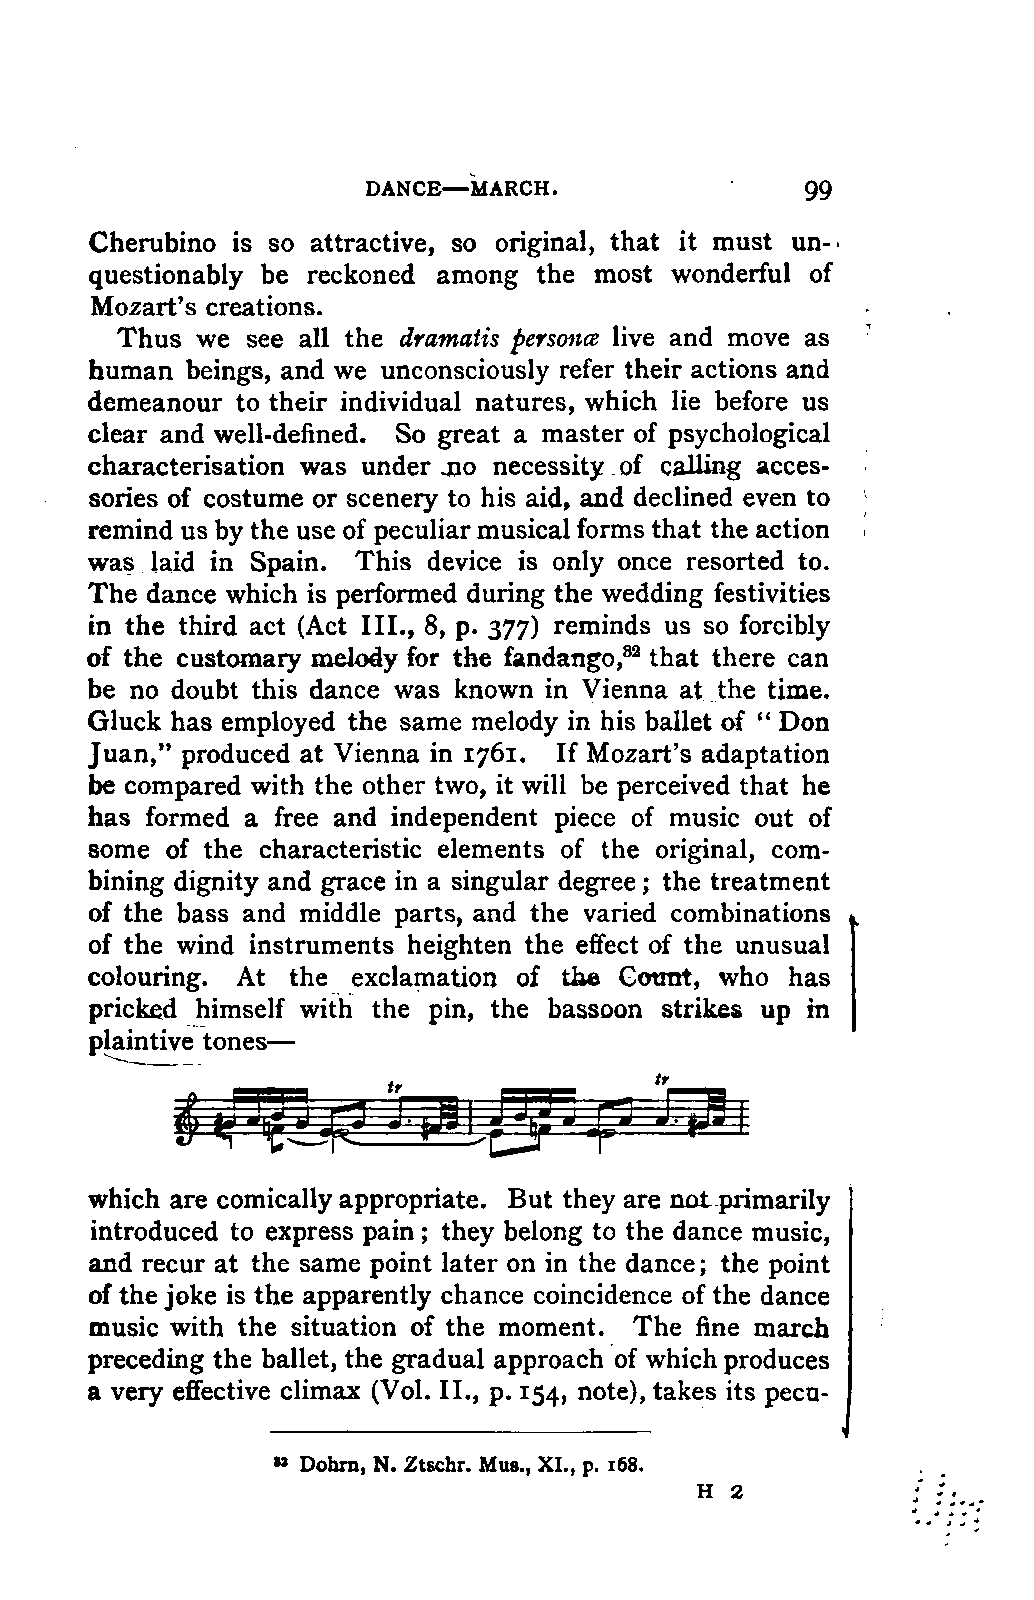 DANCE—MARCH. 99
Cherubino is so attractive, so original, that it must un-
questionably be reckoned among the most wonderful of
Mozart's creations.
Thus we see all the dramatis personæ live and move as
human beings, and we unconsciously refer their actions and
demeanour to their individual natures, which lie before us
clear and well-defined. So great a master of psychological
characterisation was under no necessity of calling acces-
sories of costume or scenery to his aid, and declined even to
remind us by the use of peculiar musical forms that the action
was laid in Spain. This device is only once resorted to.
The dance which is performed during the wedding festivities
in the third act (Act III., 8, p. 377) reminds us so forcibly
of the customary melody for the fandango,⁸² that there can
be no doubt this dance was known in Vienna at the time.
Gluck has employed the same melody in his ballet of "Don
Juan," produced at Vienna in 1761. If Mozart's adaptation
be compared with the other two, it will be perceived that he
has formed a free and independent piece of music out of
some of the characteristic elements of the original, com-
bining dignity and grace in a singular degree; the treatment
of the bass and middle parts, and the varied combinations
of the wind instruments heighten the effect of the unusual
colouring. At the exclamation of the Count, who has
pricked himself with the pin, the bassoon strikes up in
plaintive tones—
tr tr
which are comically appropriate. But they are not primarily
introduced to express pain; they belong to the dance music,
and recur at the same point later on in the dance; the point
of the joke is the apparently chance coincidence of the dance
music with the situation of the moment. The fine march
preceding the ballet, the gradual approach of which produces
a very effective climax (Vol. II., p. 154, note), takes its pecu-
⁸² Dohrn, N. Ztschr. Mus., XI., p. 168.
H 2